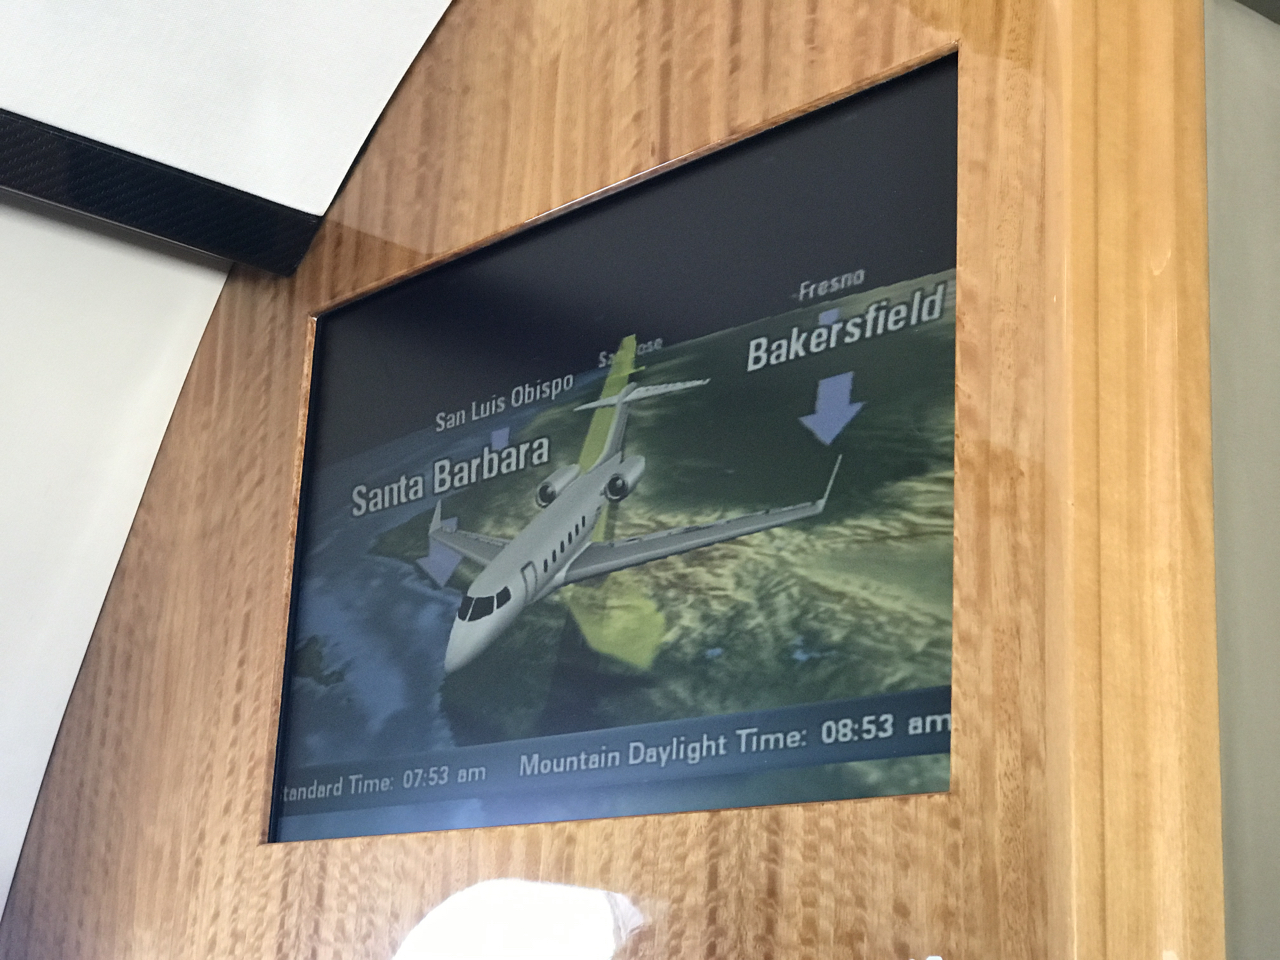 Fresno
Bakersfield
San Luis Obispo
Santa Barbara
tandard Time: 07:53 am Mountain Daylight Time: 08:53 am